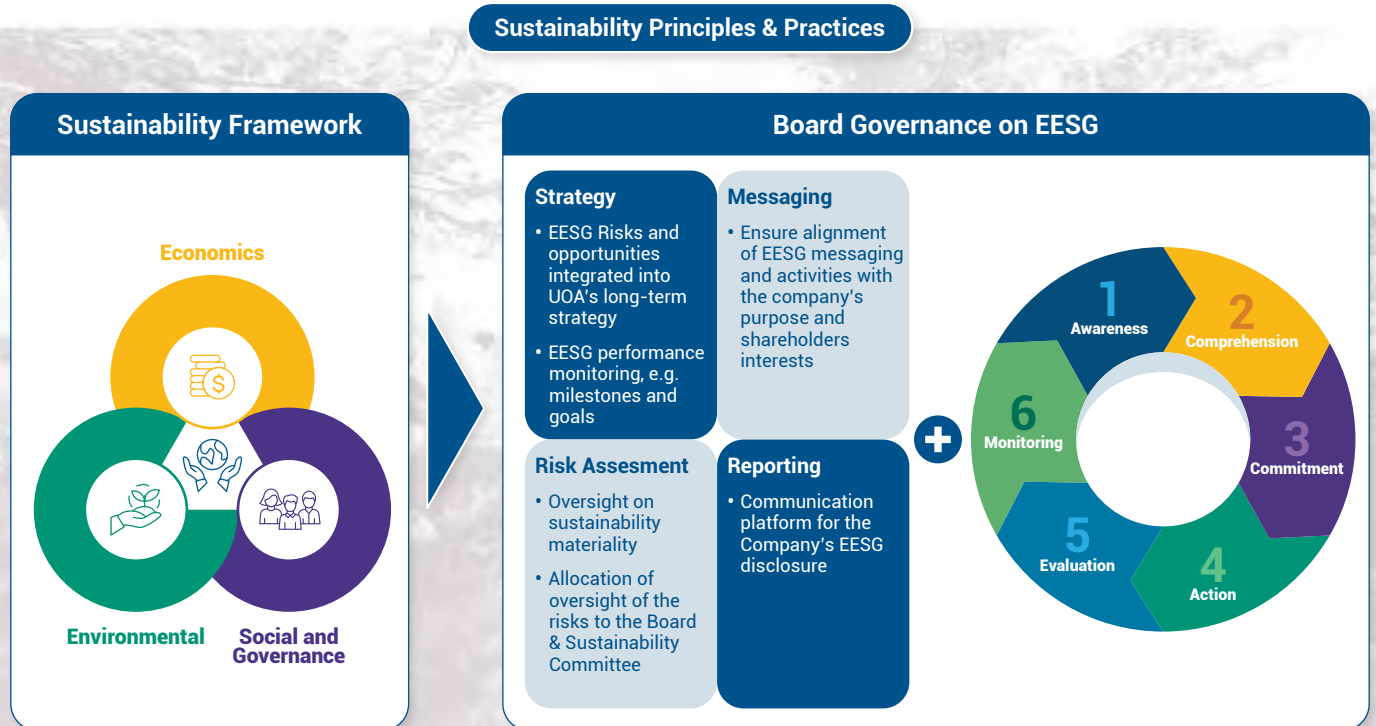 Sustainability Principles & Practices
Sustainability Framework
Economics
$
Environmental
Social and
Governance
Board Governance on EESG
Strategy
• EESG Risks and
opportunities
integrated into
UOA's long-term
strategy
• EESG performance
monitoring, e.g.
milestones and
goals
Messaging
• Ensure alignment
of EESG messaging
and activities with
the company's
purpose and
shareholders
interests
Risk Assesment
• Oversight on
sustainability
materiality
• Allocation of
oversight of the
risks to the Board
& Sustainability
Committee
Reporting
• Communication
platform for the
Company's EESG
disclosure
1
Awareness
2
Comprehension
3
Commitment
4
Action
5
Evaluation
6
Monitoring